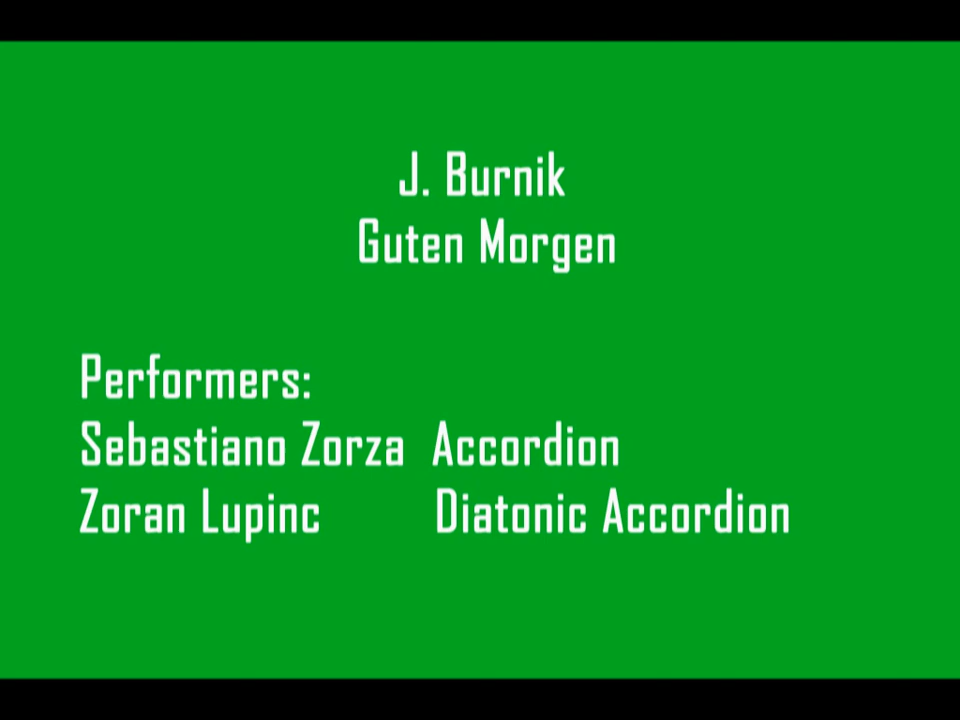 J. Burnik
Guten Morgen
Performers:
Sebastiano Zorza Accordion
Zoran Lupinc Diatonic Accordion